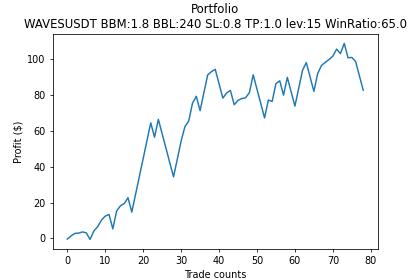 Portfolio
WAVESUSDT BBM:1.8 BBL:240 SL:0.8 TP:1.0 lev:15 WinRatio:65.0
100
80
60
40
20
0
Profit ($)
0 10 20 30 40 50 60 70 80
Trade counts